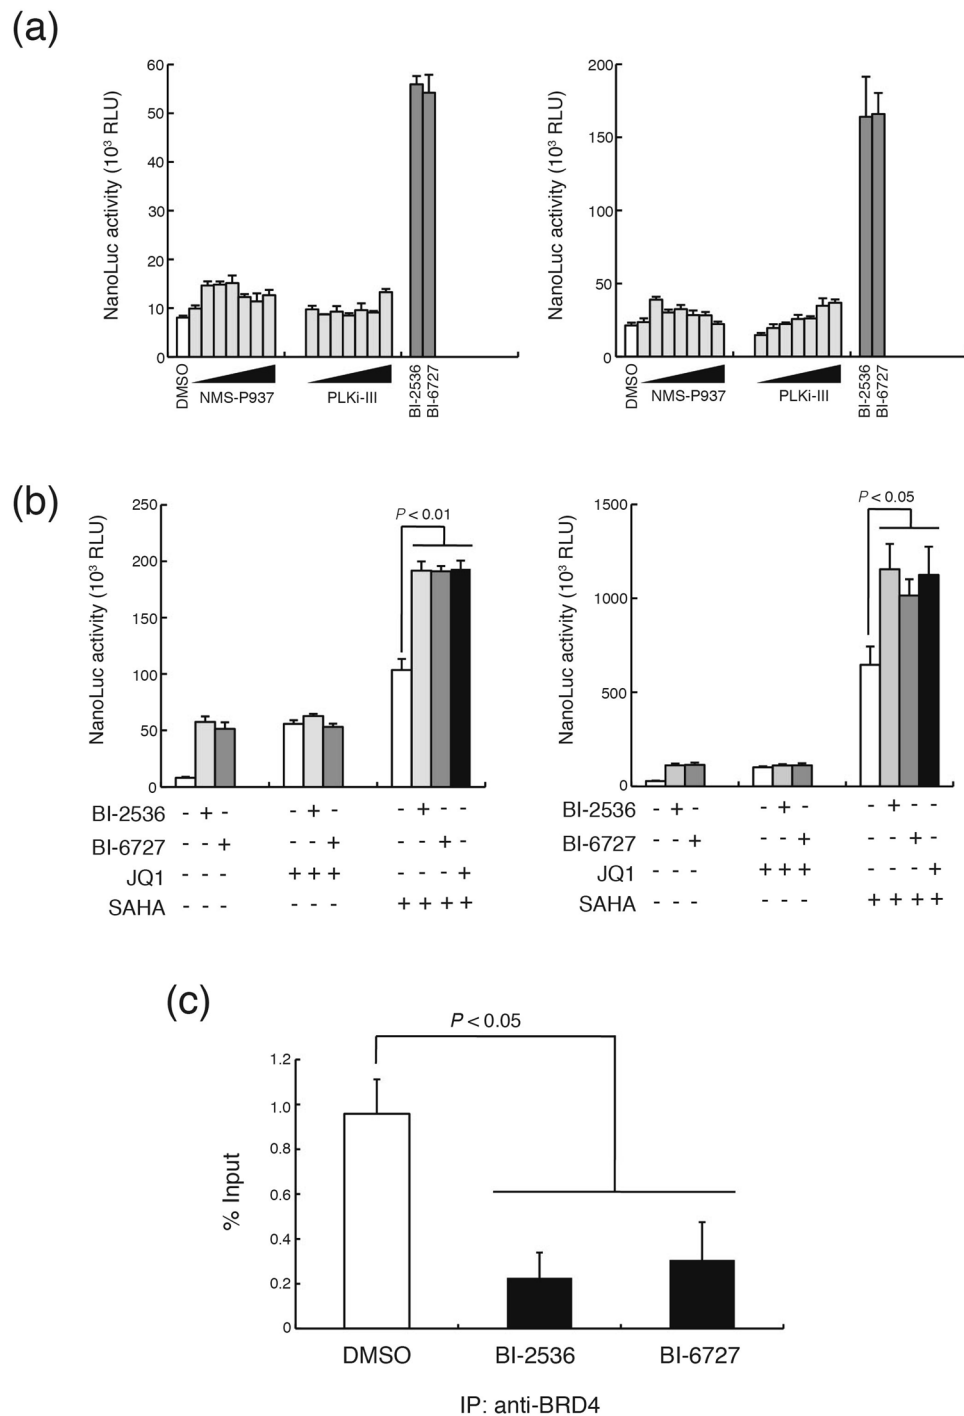 (a)
NanoLuc activity (10³ RLU)
60
50
40
30
20
10
0
DMSO
NMS-P937
PLKi-III
BI-2536
BI-6727
NanoLuc activity (10³ RLU)
200
150
100
50
0
DMSO
NMS-P937
PLKi-III
BI-2536
BI-6727
(b)
NanoLuc activity (10³ RLU)
250
200
150
100
50
0
P < 0.01
BI-2536 - + - - + - - + - -
BI-6727 - - + - - + - - + -
JQ1 - - - + + + - - - +
SAHA - - - - - - + + + +
NanoLuc activity (10³ RLU)
1500
1000
500
0
P < 0.05
BI-2536 - + - - + - - + - -
BI-6727 - - + - - + - - + -
JQ1 - - - + + + - - - +
SAHA - - - - - - + + + +
(c)
P < 0.05
% Input
1.2
1.0
0.8
0.6
0.4
0.2
0
DMSO BI-2536 BI-6727
IP: anti-BRD4